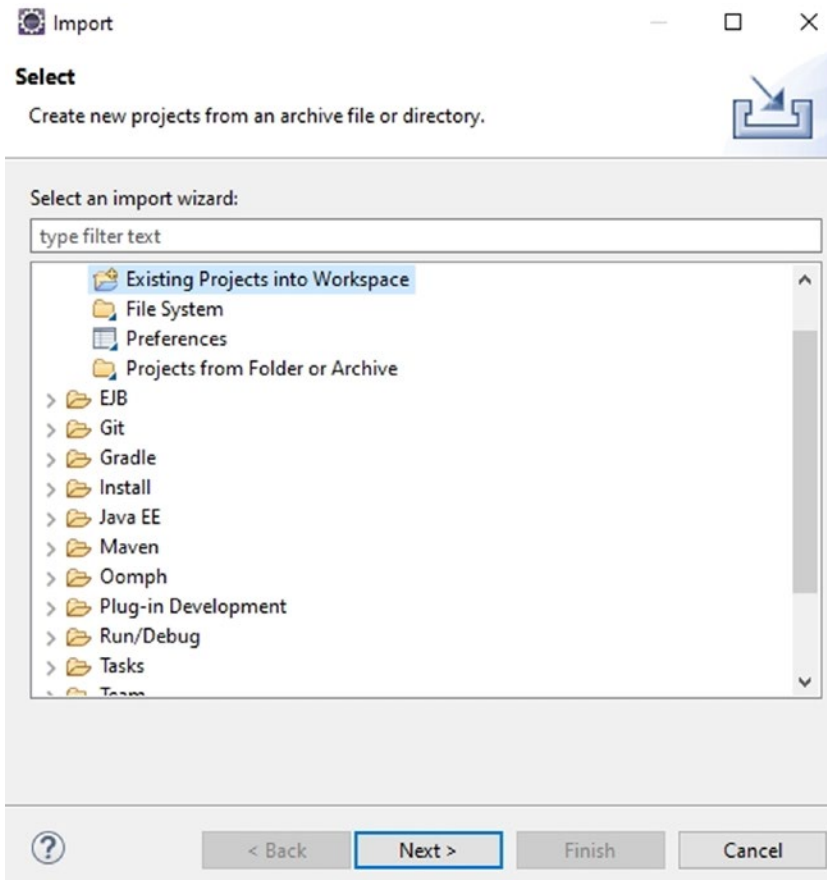 Import
Select
Create new projects from an archive file or directory.
Select an import wizard:
type filter text
Existing Projects into Workspace
File System
Preferences
Projects from Folder or Archive
EJB
Git
Gradle
Install
Java EE
Maven
Oomph
Plug-in Development
Run/Debug
Tasks
Team
? < Back Next > Finish Cancel